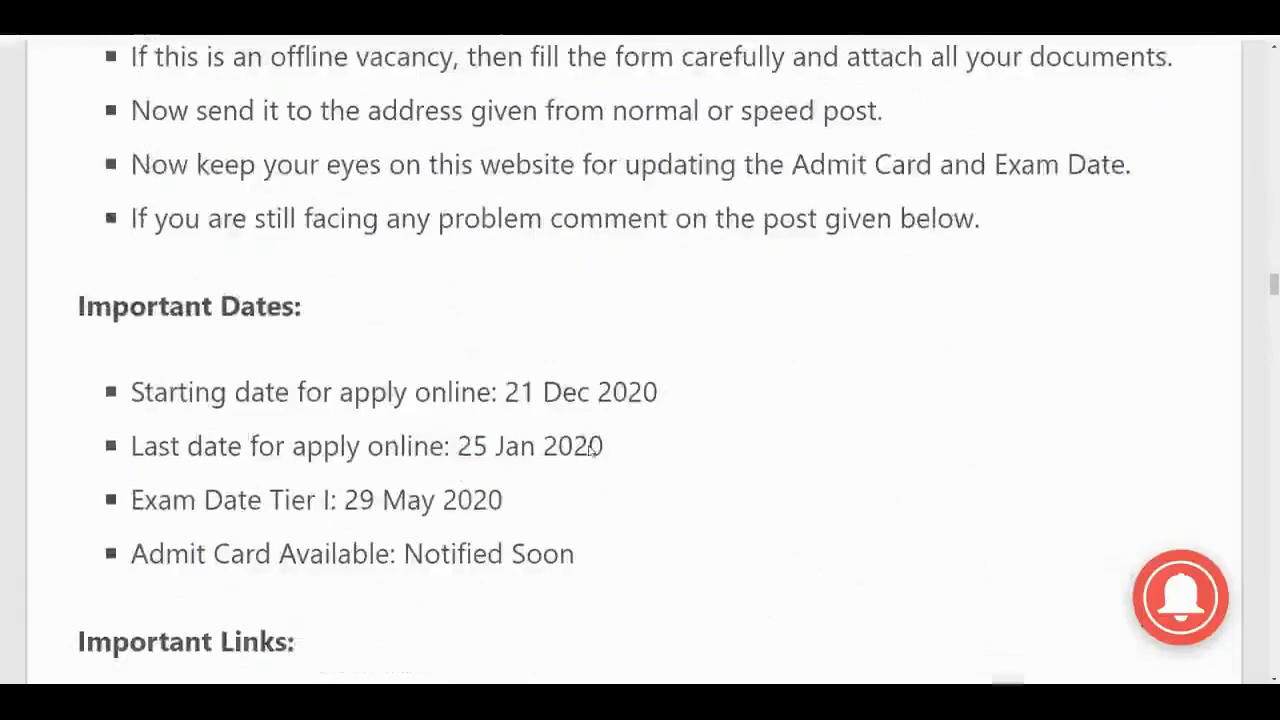 If this is an offline vacancy, then fill the form carefully and attach all your documents.
Now send it to the address given from normal or speed post.
Now keep your eyes on this website for updating the Admit Card and Exam Date.
If you are still facing any problem comment on the post given below.
Important Dates:
Starting date for apply online: 21 Dec 2020
Last date for apply online: 25 Jan 2020
Exam Date Tier I: 29 May 2020
Admit Card Available: Notified Soon
Important Links: